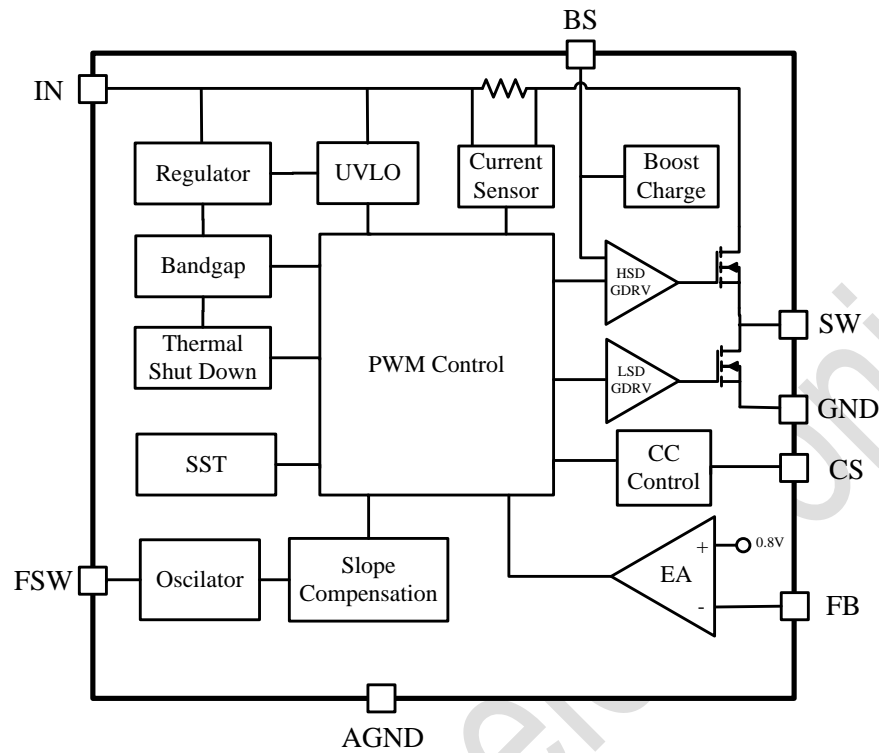 BS
IN
Regulator
UVLO
Current
Sensor
Boost
Charge
Bandgap
HSD
GDRV
Thermal
Shut Down
PWM Control
SW
LSD
GDRV
GND
SST
CC
Control
CS
+
0.8V
FSW
Oscilator
Slope
Compensation
EA
-
FB
AGND